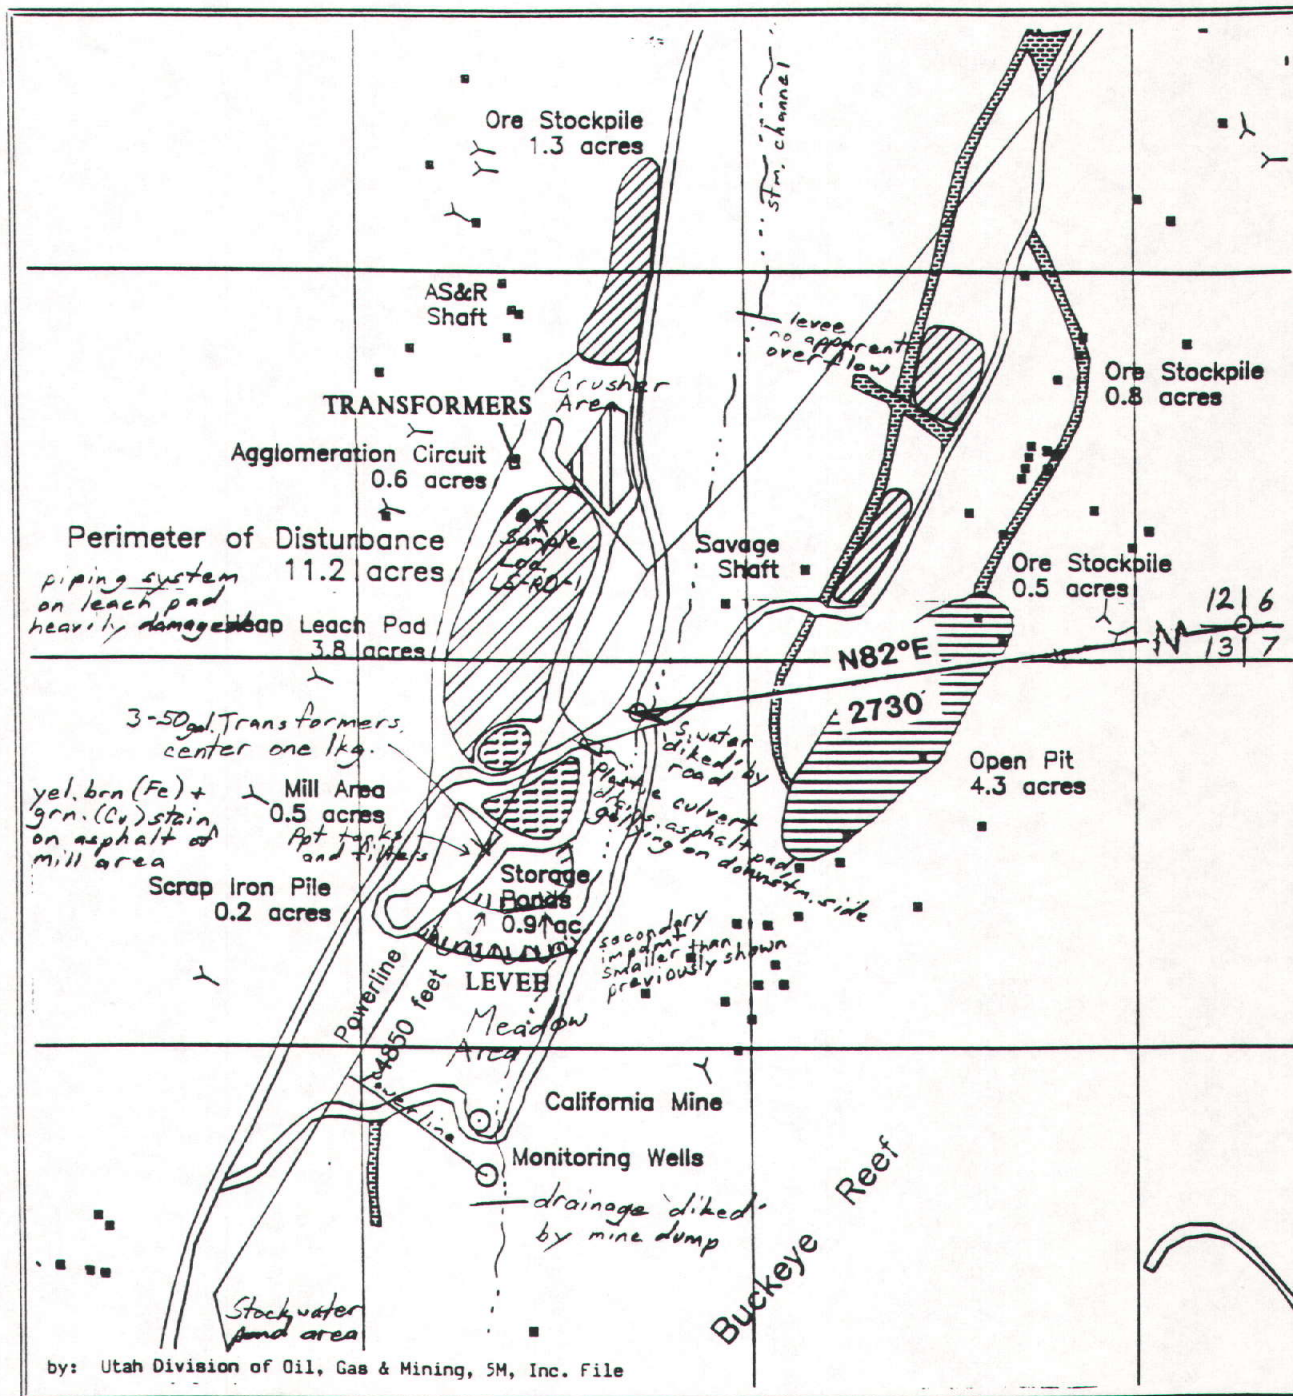 Ore Stockpile
1.3 acres
stm. channel
AS&R
Shaft
levee
no apparent
overflow
Crusher
Area
Ore Stockpile
0.8 acres
TRANSFORMERS
Agglomeration Circuit
0.6 acres
Sample
Loc
Perimeter of Disturbance
11.2 acres
Savage
Shaft
Ore Stockpile
0.5 acres
piping system
on leach pad
heavily damaged
Heap Leach Pad
3.8 acres
12 6
13 7
N
N82°E
2730'
3-50 gal. Transformers,
center one lkg.
S. water
diked by
road
Open Pit
4.3 acres
yel. brn (Fe) +
grn. (Cu) stain
on asphalt of
mill area
Mill Area
0.5 acres
Ppt tanks
and filters
plastic culvert
asphalt pad,
on downstm. side
Scrap Iron Pile
0.2 acres
Storage
Ponds
0.9 ac.
secondary
impdmt
smaller than
previously shown
LEVEE
Powerline
4850 feet
Meadow
Area
Powerline
California Mine
Monitoring Wells
drainage 'diked'
by mine dump
Buckeye Reef
Stockwater
pond area
by: Utah Division of Oil, Gas & Mining, 5M, Inc. File